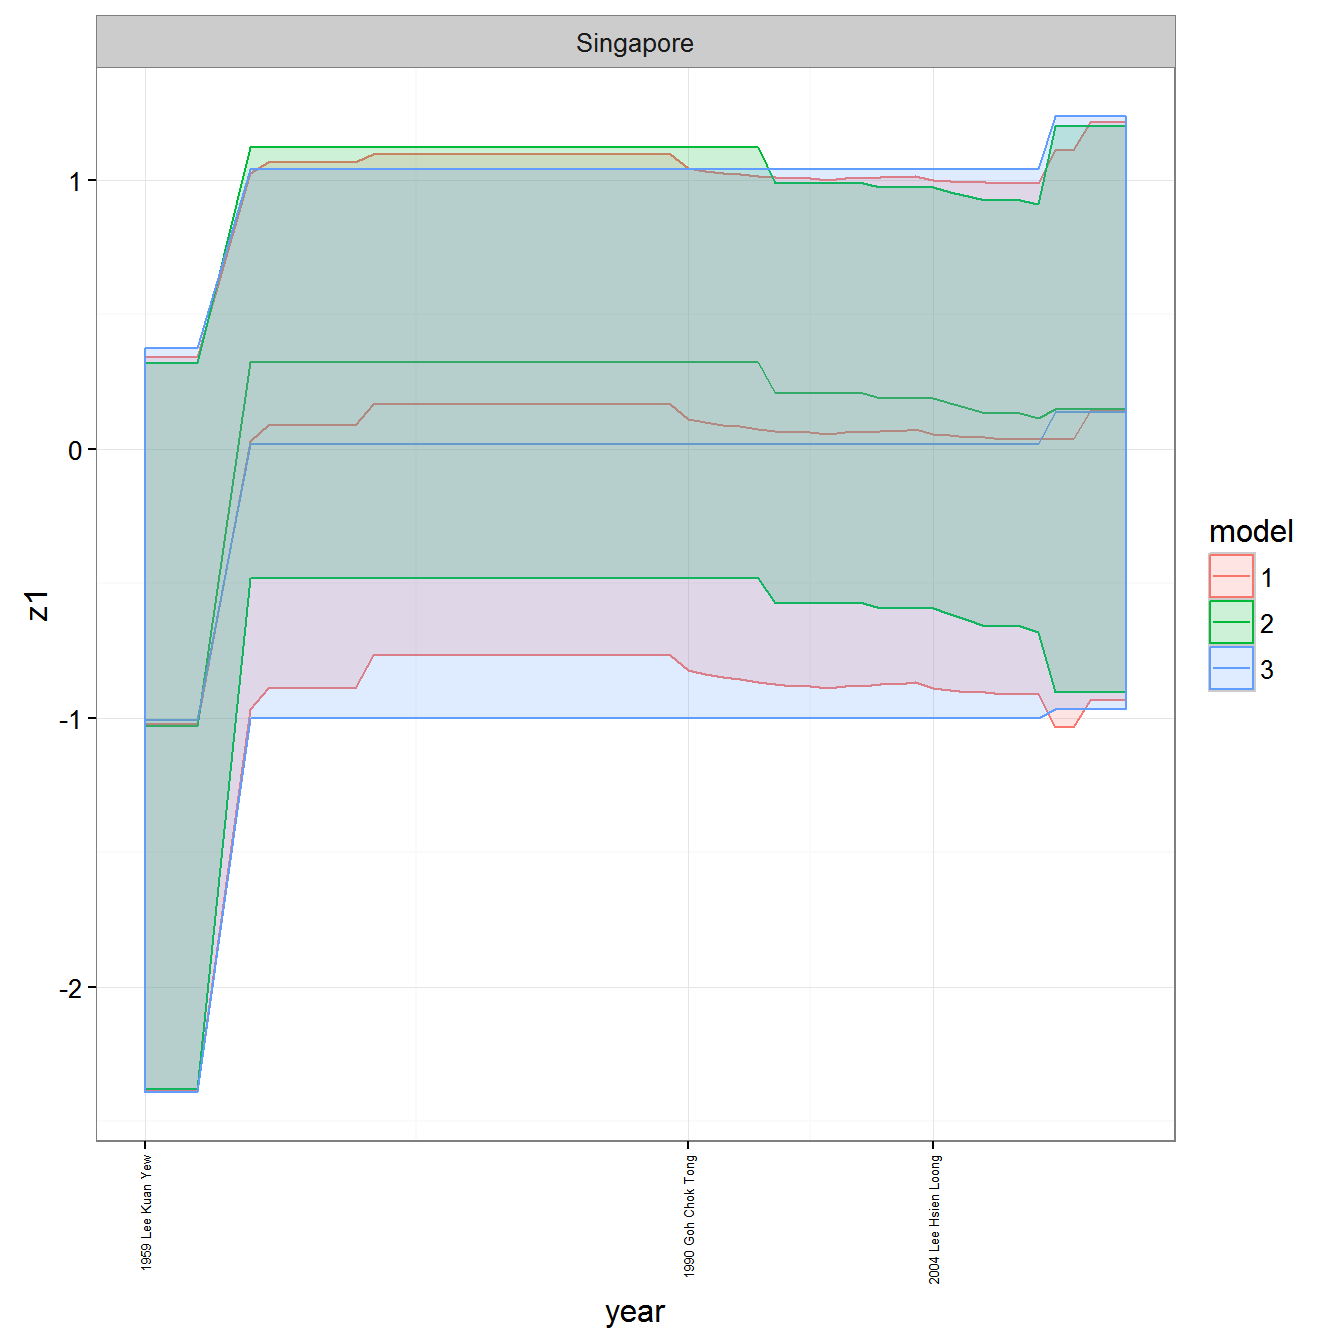 Singapore
1
0
-1
-2
z1
1959 Lee Kuan Yew
1990 Goh Chok Tong
2004 Lee Hsien Loong
year
model
1
2
3